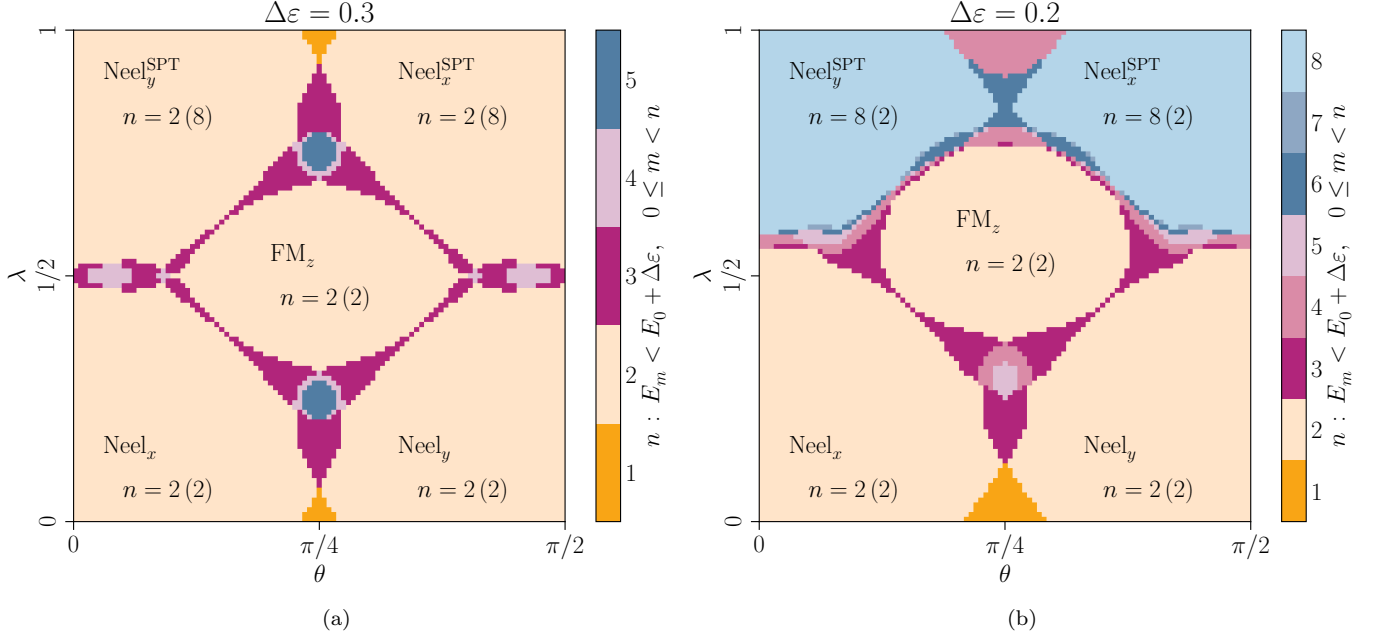 Δε = 0.3
1
λ
1/2
0
Neel_y^SPT
n = 2 (8)
Neel_x^SPT
n = 2 (8)
FM_z
n = 2 (2)
Neel_x
n = 2 (2)
Neel_y
n = 2 (2)
0
π/4
π/2
θ
5
4
3
2
1
n : E_m < E_0 + Δε, 0 ≤ m < n
(a)
Δε = 0.2
1
λ
1/2
0
Neel_y^SPT
n = 8 (2)
Neel_x^SPT
n = 8 (2)
FM_z
n = 2 (2)
Neel_x
n = 2 (2)
Neel_y
n = 2 (2)
0
π/4
π/2
θ
8
7
6
5
4
3
2
1
n : E_m < E_0 + Δε, 0 ≤ m < n
(b)